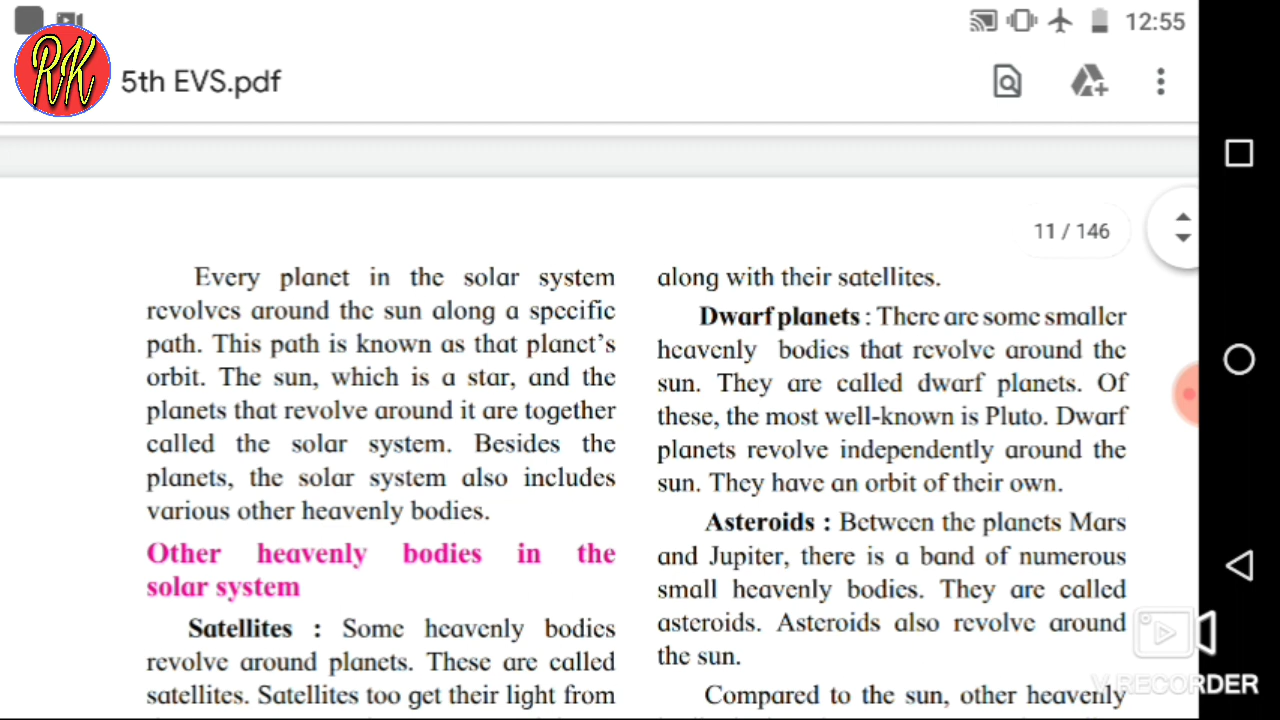 12:55
RK
5th EVS.pdf
11 / 146
Every planet in the solar system
revolves around the sun along a specific
path. This path is known as that planet's
orbit. The sun, which is a star, and the
planets that revolve around it are together
called the solar system. Besides the
planets, the solar system also includes
various other heavenly bodies.
Other heavenly bodies in the
solar system
Satellites : Some heavenly bodies
revolve around planets. These are called
satellites. Satellites too get their light from
along with their satellites.
Dwarf planets : There are some smaller
heavenly bodies that revolve around the
sun. They are called dwarf planets. Of
these, the most well-known is Pluto. Dwarf
planets revolve independently around the
sun. They have an orbit of their own.
Asteroids : Between the planets Mars
and Jupiter, there is a band of numerous
small heavenly bodies. They are called
asteroids. Asteroids also revolve around
the sun.
Compared to the sun, other heavenly
V RECORDER